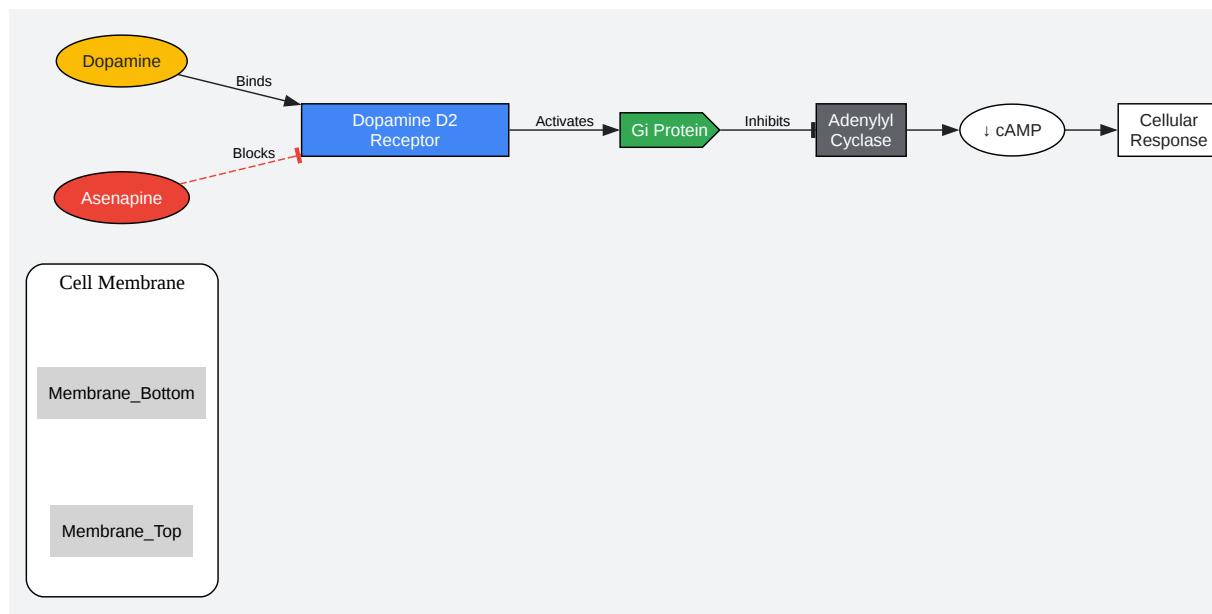 Dopamine
Binds
Dopamine D2
Receptor
Activates
Gi Protein
Inhibits
Adenylyl
Cyclase
↓ cAMP
Cellular
Response
Blocks
Asenapine
Cell Membrane
Membrane_Bottom
Membrane_Top